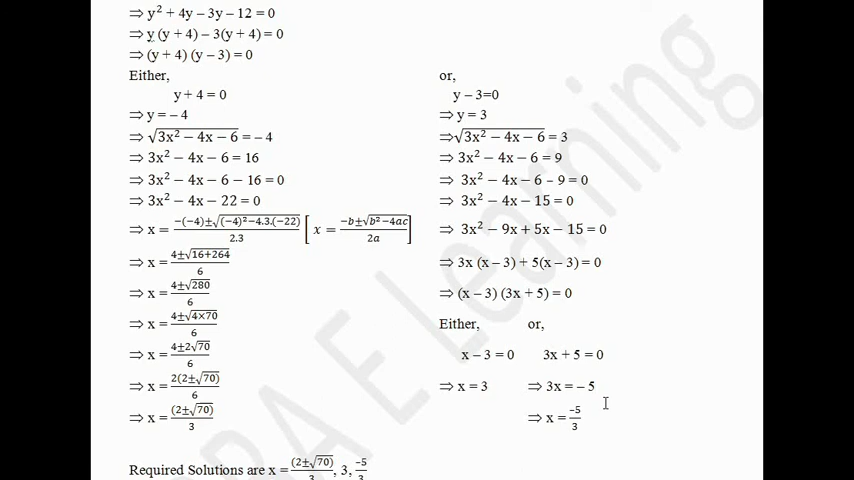 ⇒ y² + 4y – 3y – 12 = 0
⇒ y (y + 4) – 3(y + 4) = 0
⇒ (y + 4) (y – 3) = 0
Either,
y + 4 = 0
⇒ y = – 4
⇒ √(3x² − 4x − 6) = – 4
⇒ 3x² − 4x − 6 = 16
⇒ 3x² − 4x − 6 − 16 = 0
⇒ 3x² − 4x − 22 = 0
⇒ x = (−(−4)±√((−4)²−4.3.(−22)))/2.3 [x = (−b±√(b²−4ac))/2a]
⇒ x = (4±√(16+264))/6
⇒ x = (4±√280)/6
⇒ x = (4±√(4×70))/6
⇒ x = (4±2√70)/6
⇒ x = 2(2±√70)/6
⇒ x = (2±√70)/3
or,
y – 3=0
⇒ y = 3
⇒ √(3x² − 4x − 6) = 3
⇒ 3x² − 4x − 6 = 9
⇒ 3x² − 4x − 6 – 9 = 0
⇒ 3x² − 4x − 15 = 0
⇒ 3x² − 9x + 5x − 15 = 0
⇒ 3x (x – 3) + 5(x – 3) = 0
⇒ (x – 3) (3x + 5) = 0
Either, or,
x – 3 = 0 3x + 5 = 0
⇒ x = 3 ⇒ 3x = – 5
⇒ x = −5/3
Required Solutions are x = (2±√70)/3, 3, −5/3
RA E Learning